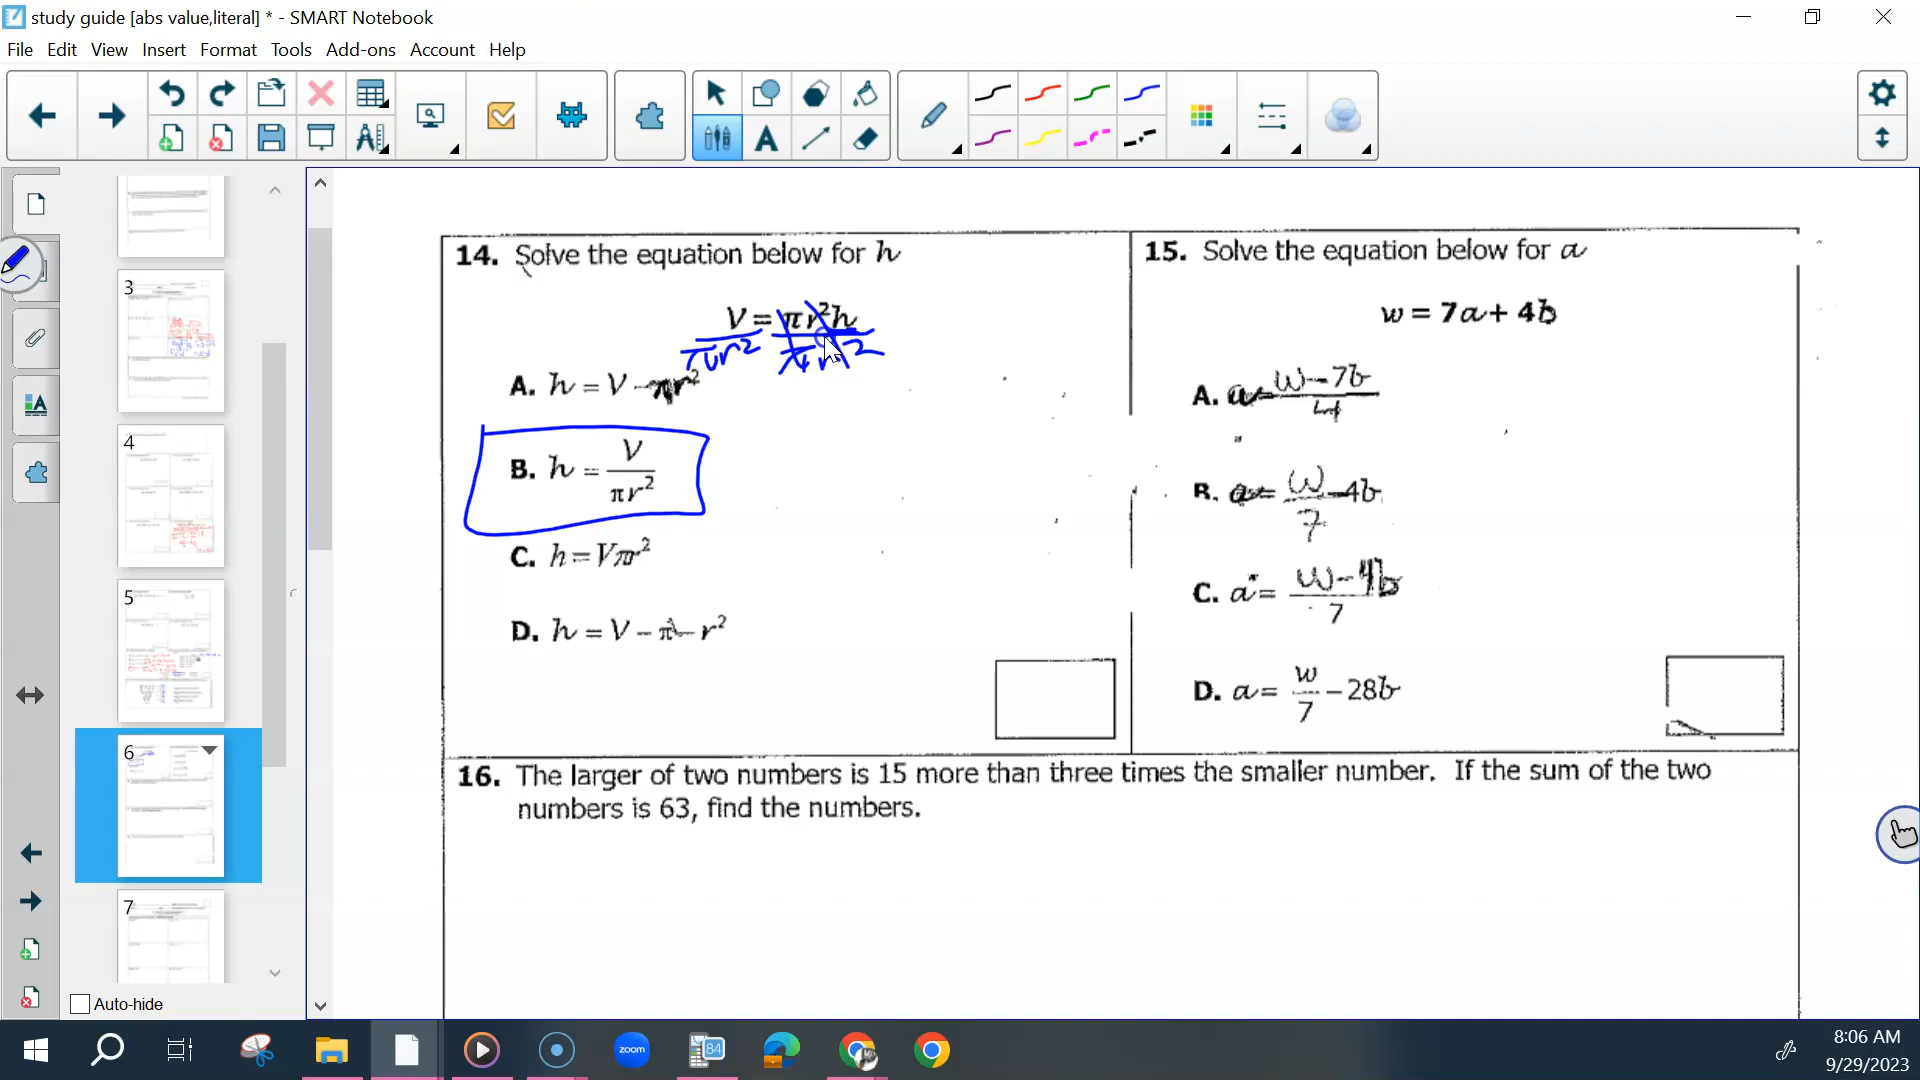 study guide [abs value,literal] * - SMART Notebook
File Edit View Insert Format Tools Add-ons Account Help
14. Solve the equation below for h
V = πr²h
πr² πr²
A. h = V - πr²
B. h = V / πr²
C. h = Vπr²
D. h = V - π - r²
15. Solve the equation below for a
w = 7a + 4b
A. a = w - 7b / 4
B. a = w / 7 - 4b
C. a = w - 4b / 7
D. a = w / 7 - 28b
16. The larger of two numbers is 15 more than three times the smaller number. If the sum of the two
numbers is 63, find the numbers.
3
4
5
6
7
Auto-hide
zoom
84
8:06 AM
9/29/2023